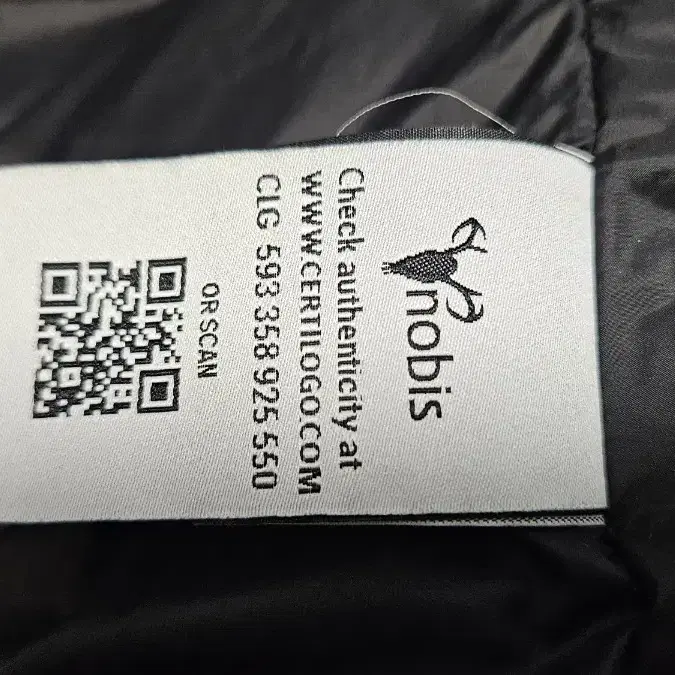 nobis
Check authenticity at
WWW.CERTILOGO.COM
CLG 593 358 925 550
OR SCAN